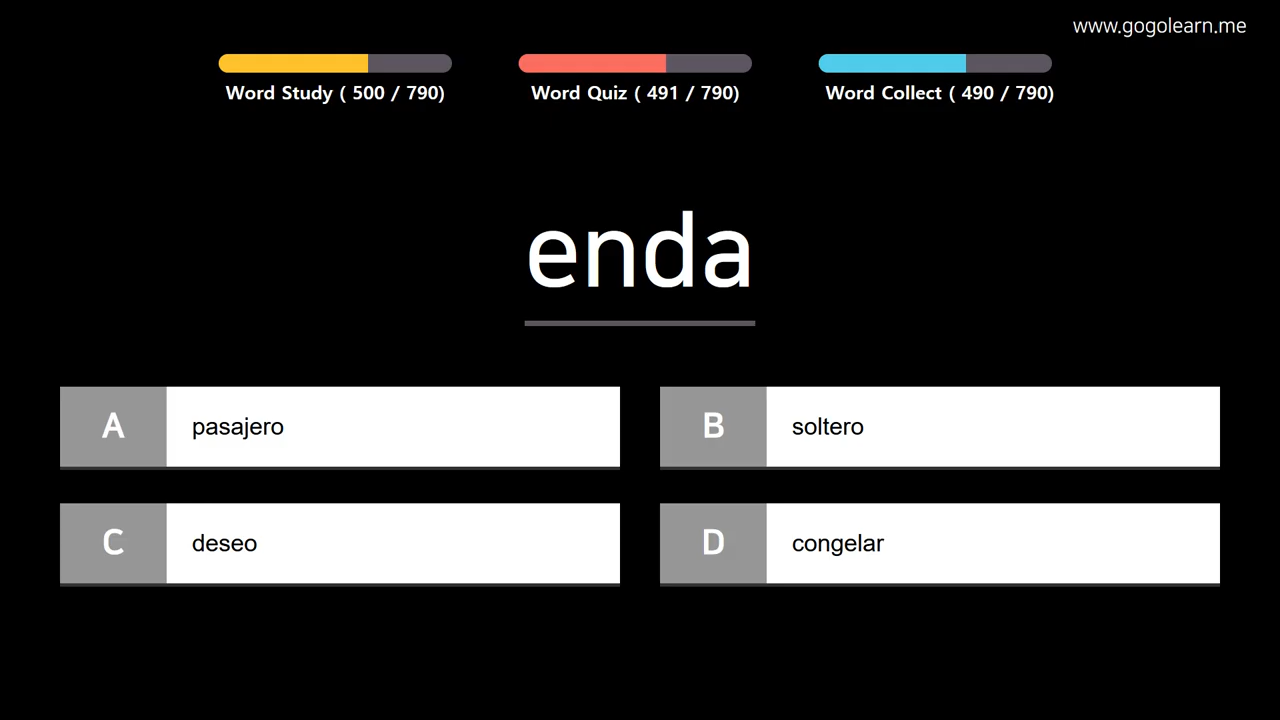 www.gogolearn.me
Word Study ( 500 / 790)
Word Quiz ( 491 / 790)
Word Collect ( 490 / 790)
enda
A pasajero
B soltero
C deseo
D congelar